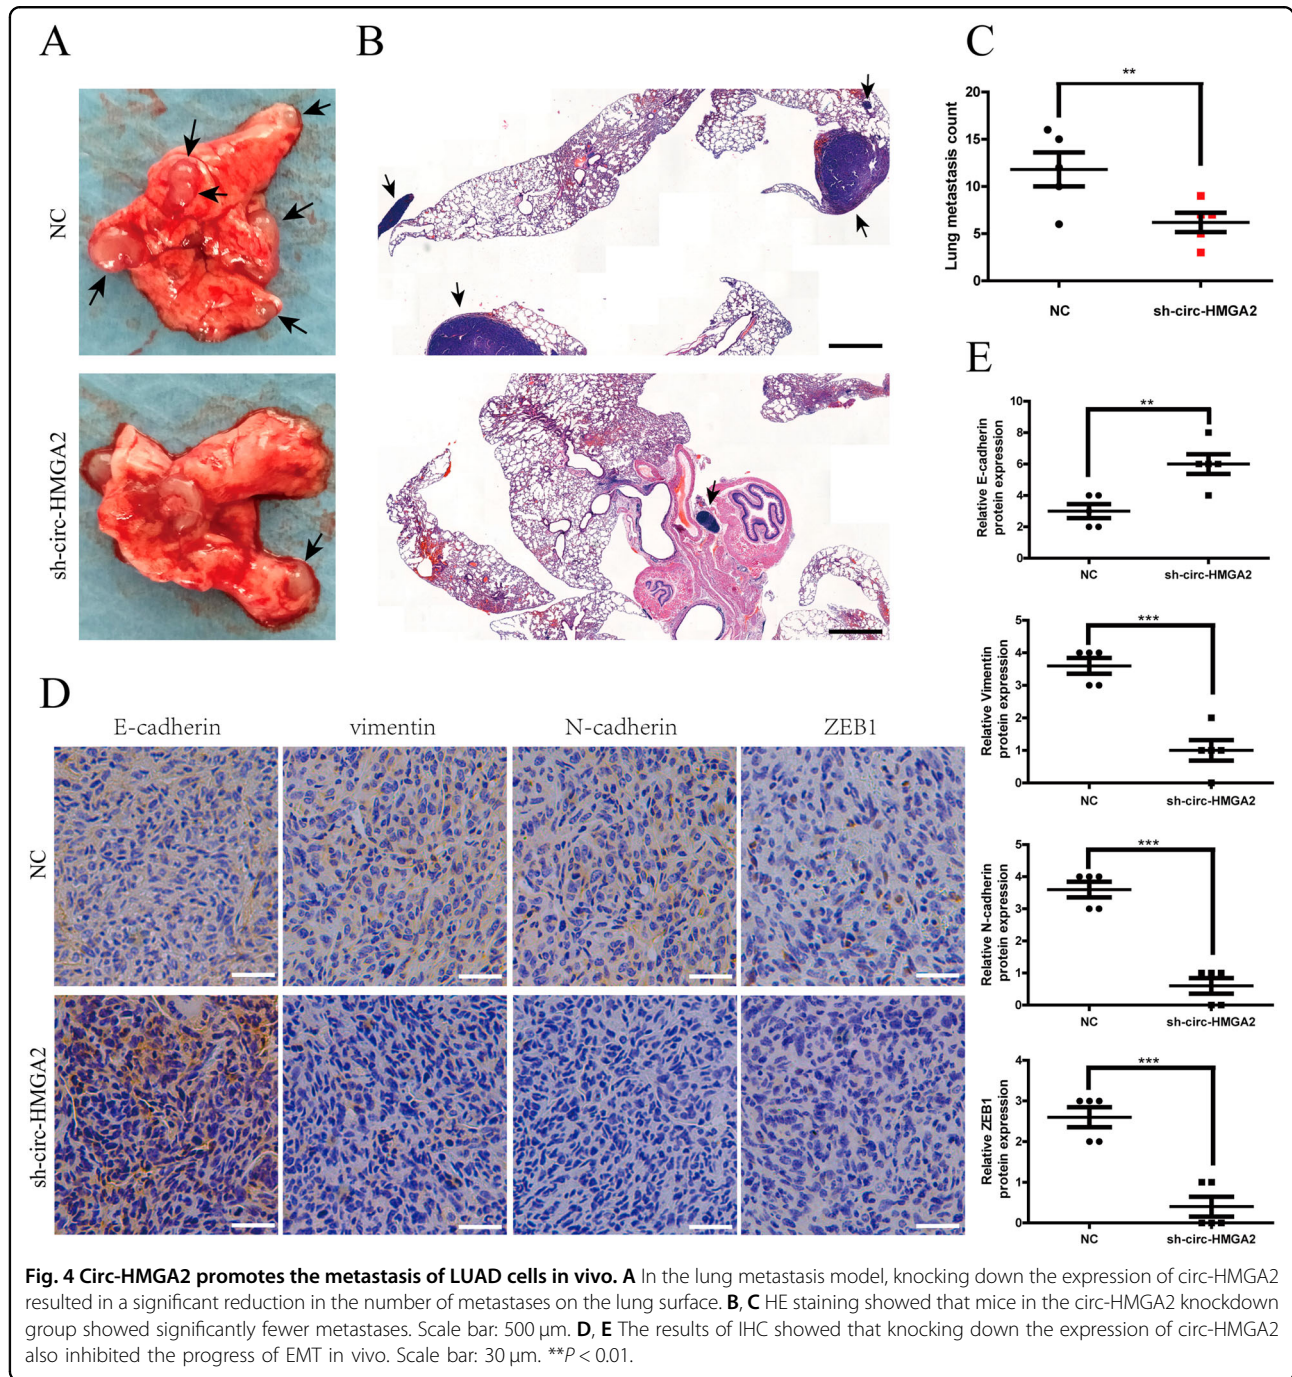 A
B
C
NC
sh-circ-HMGA2
**
Lung metastasis count
20
15
10
5
0
NC
sh-circ-HMGA2
D
E-cadherin
vimentin
N-cadherin
ZEB1
NC
sh-circ-HMGA2
E
**
Relative E-cadherin
protein expression
10
8
6
4
2
0
NC
sh-circ-HMGA2
***
Relative Vimentin
protein expression
5
4
3
2
1
0
NC
sh-circ-HMGA2
***
Relative N-cadherin
protein expression
5
4
3
2
1
0
NC
sh-circ-HMGA2
***
Relative ZEB1
protein expression
4
3
2
1
0
NC
sh-circ-HMGA2
Fig. 4 Circ-HMGA2 promotes the metastasis of LUAD cells in vivo. A In the lung metastasis model, knocking down the expression of circ-HMGA2
resulted in a significant reduction in the number of metastases on the lung surface. B, C HE staining showed that mice in the circ-HMGA2 knockdown
group showed significantly fewer metastases. Scale bar: 500 μm. D, E The results of IHC showed that knocking down the expression of circ-HMGA2
also inhibited the progress of EMT in vivo. Scale bar: 30 μm. **P < 0.01.